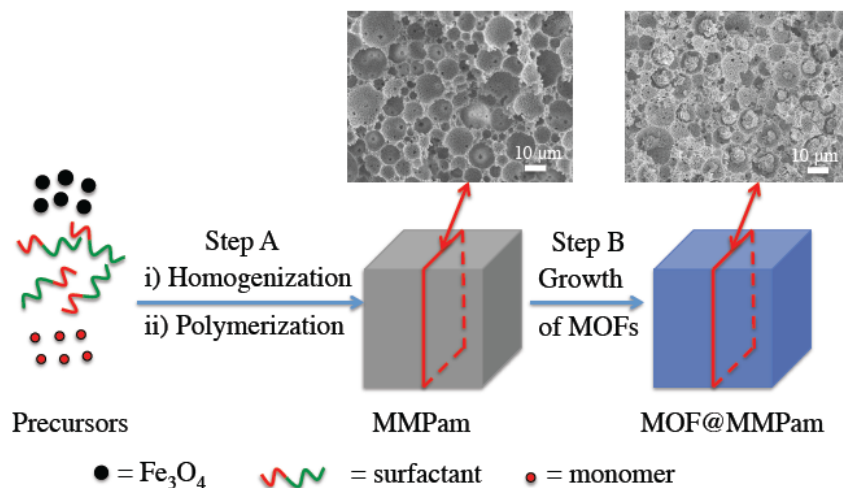 10 μm
10 μm
Step A
i) Homogenization
ii) Polymerization
Step B
Growth
of MOFs
Precursors
MMPam
MOF@MMPam
= Fe₃O₄
= surfactant
= monomer